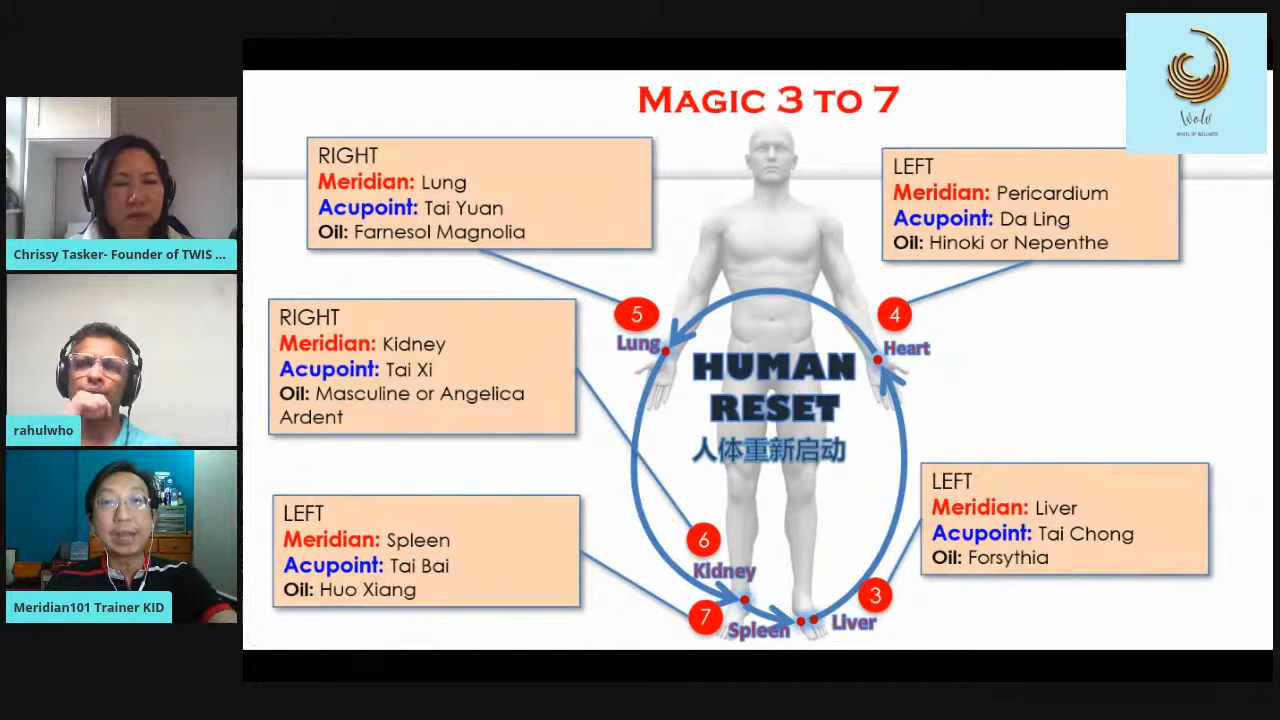 MAGIC 3 TO 7
Wolv
WHEEL OF WELLNESS
RIGHT
Meridian: Lung
Acupoint: Tai Yuan
Oil: Farnesol Magnolia
LEFT
Meridian: Pericardium
Acupoint: Da Ling
Oil: Hinoki or Nepenthe
Chrissy Tasker- Founder of TWIS ...
RIGHT
Meridian: Kidney
Acupoint: Tai Xi
Oil: Masculine or Angelica
Ardent
5
Lung
4
Heart
HUMAN
RESET
人体重新启动
rahulwho
LEFT
Meridian: Spleen
Acupoint: Tai Bai
Oil: Huo Xiang
LEFT
Meridian: Liver
Acupoint: Tai Chong
Oil: Forsythia
6
Kidney
7
Spleen
3
Liver
Meridian101 Trainer KID